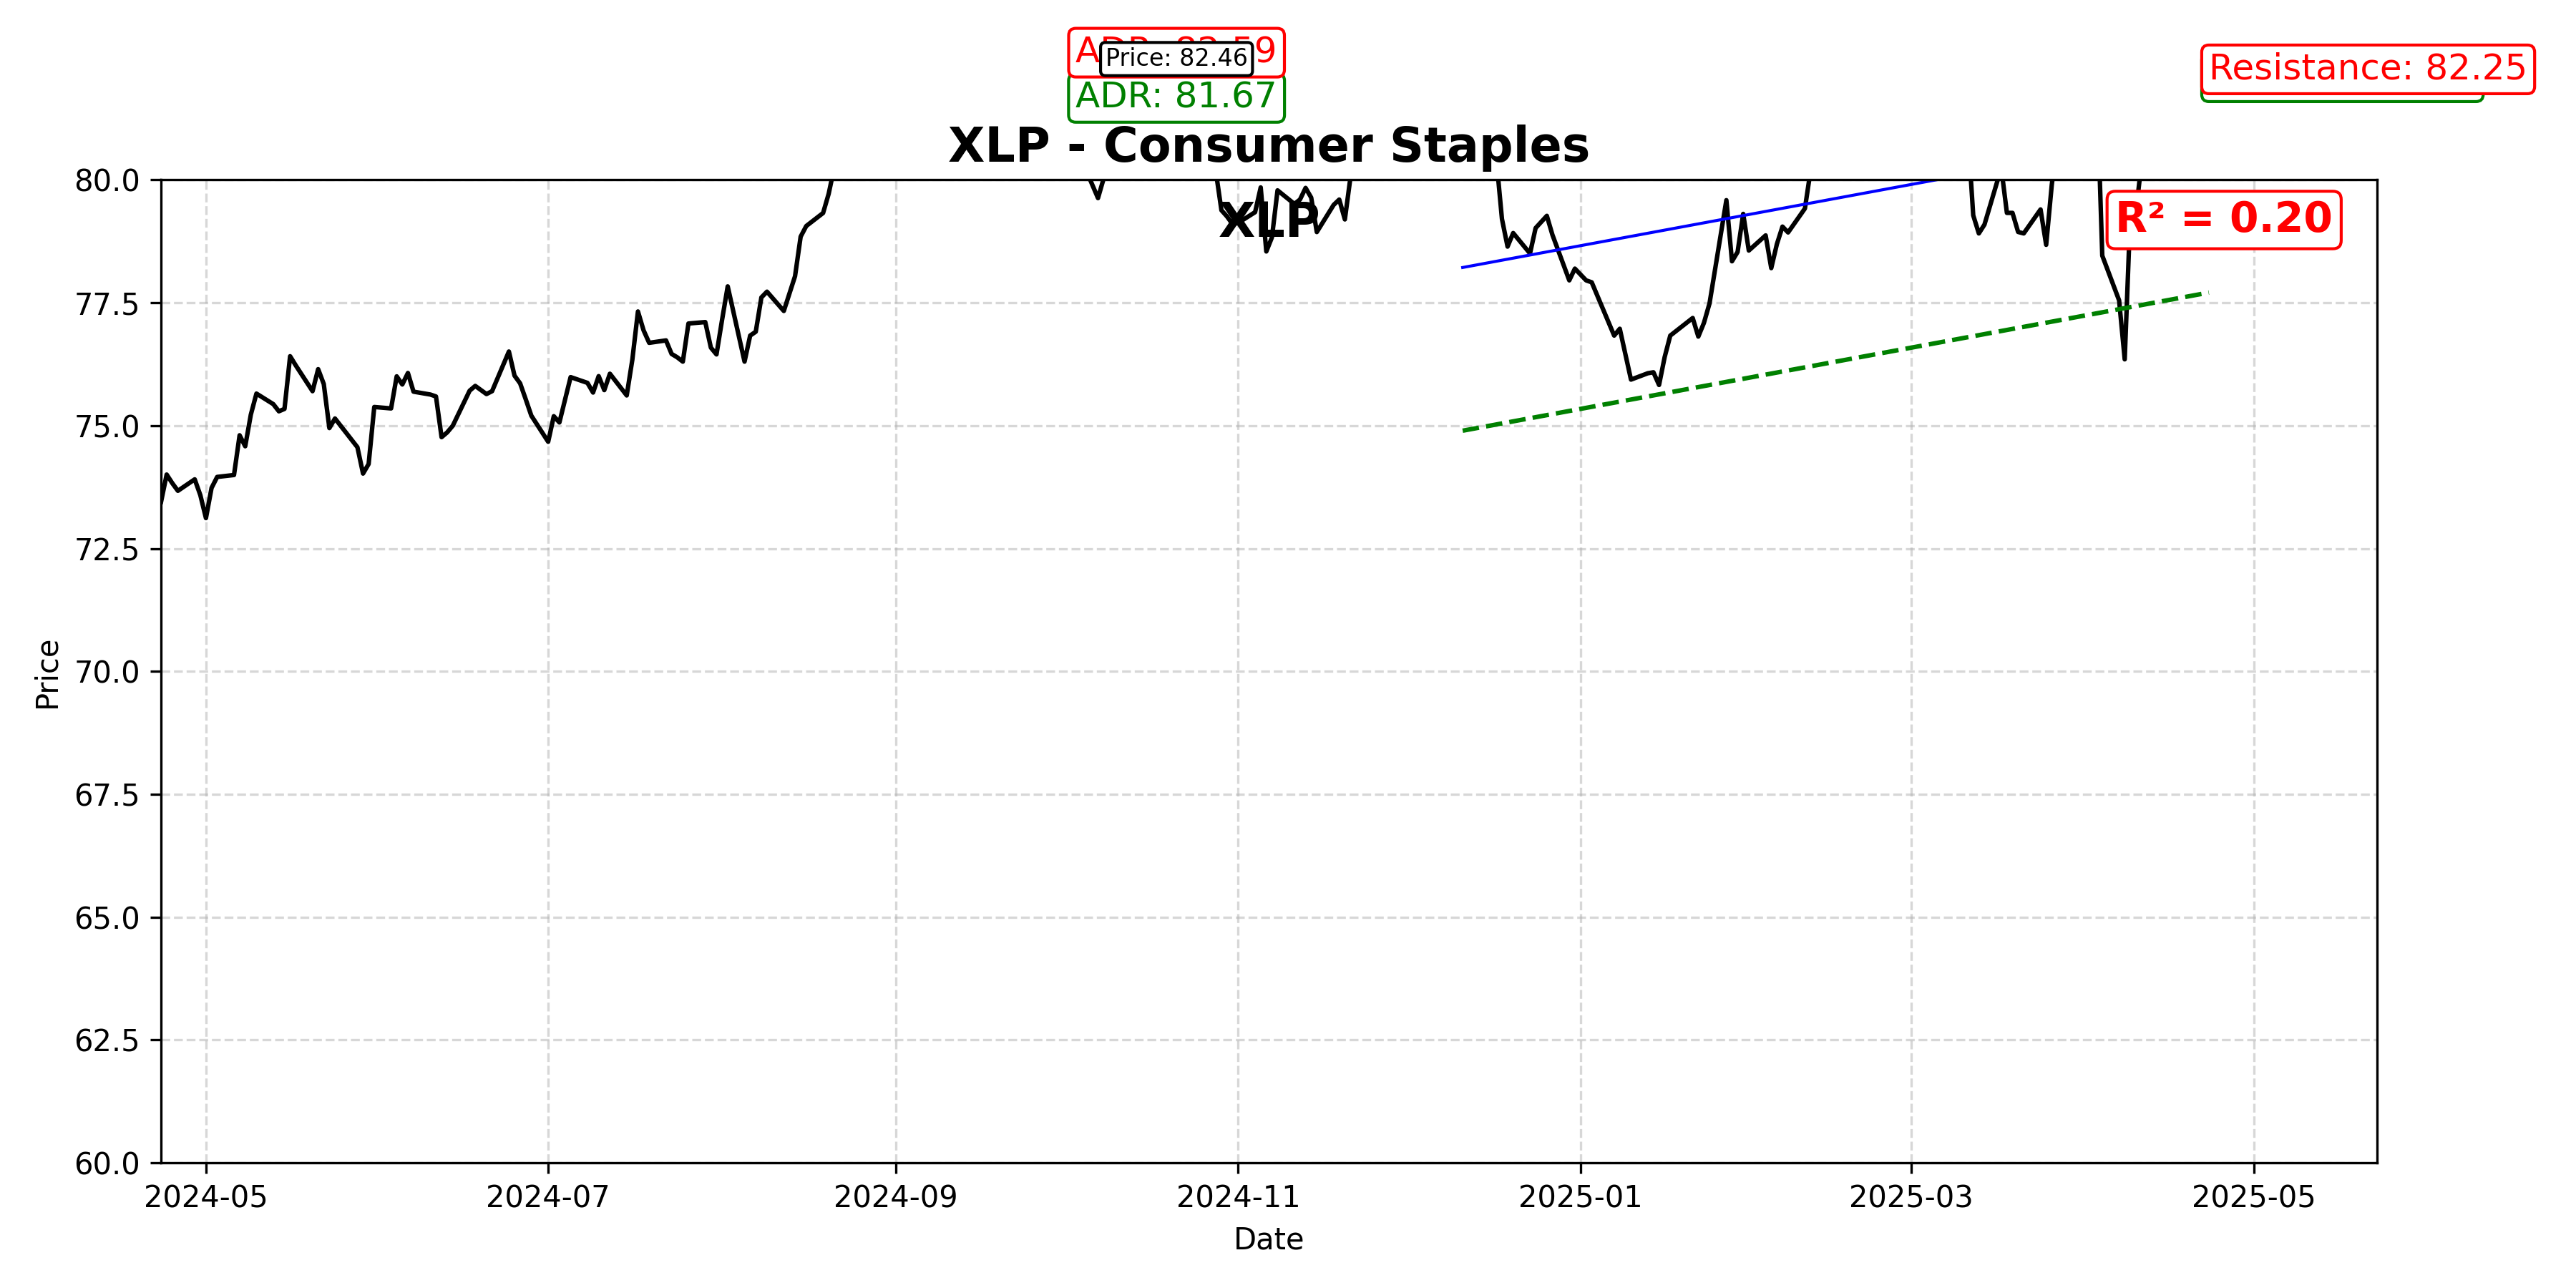 ADR: 9
Price: 82.46
ADR: 81.67
Resistance: 82.25
XLP - Consumer Staples
XLP
R² = 0.20
80.0
77.5
75.0
72.5
70.0
67.5
65.0
62.5
60.0
Price
2024-05
2024-07
2024-09
2024-11
2025-01
2025-03
2025-05
Date